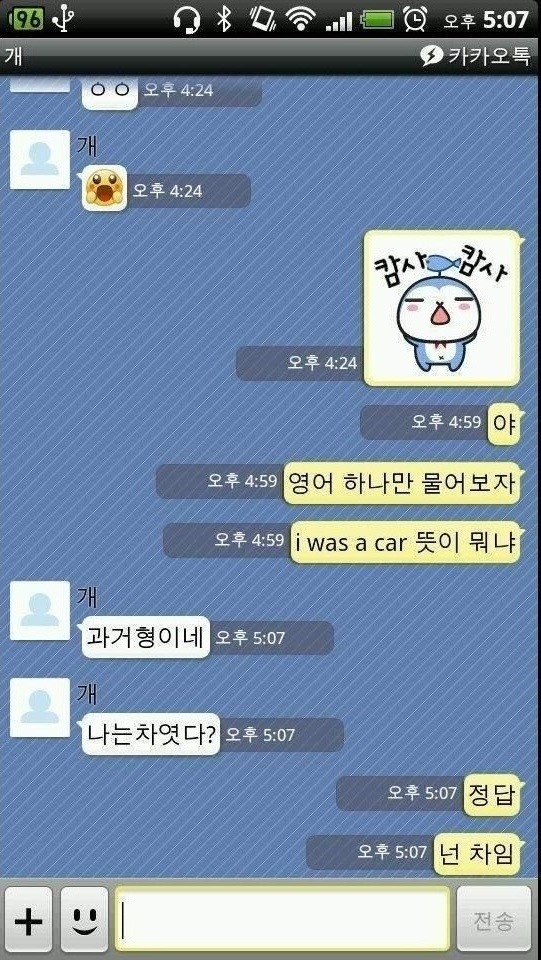 96
오후 5:07
개
카카오톡
ㅇㅇ
오후 4:24
개
오후 4:24
캄사 캄사
오후 4:24
오후 4:59
야
오후 4:59
영어 하나만 물어보자
오후 4:59
i was a car 뜻이 뭐냐
개
과거형이네
오후 5:07
개
나는차엿다?
오후 5:07
오후 5:07
정답
오후 5:07
넌 차임
전송